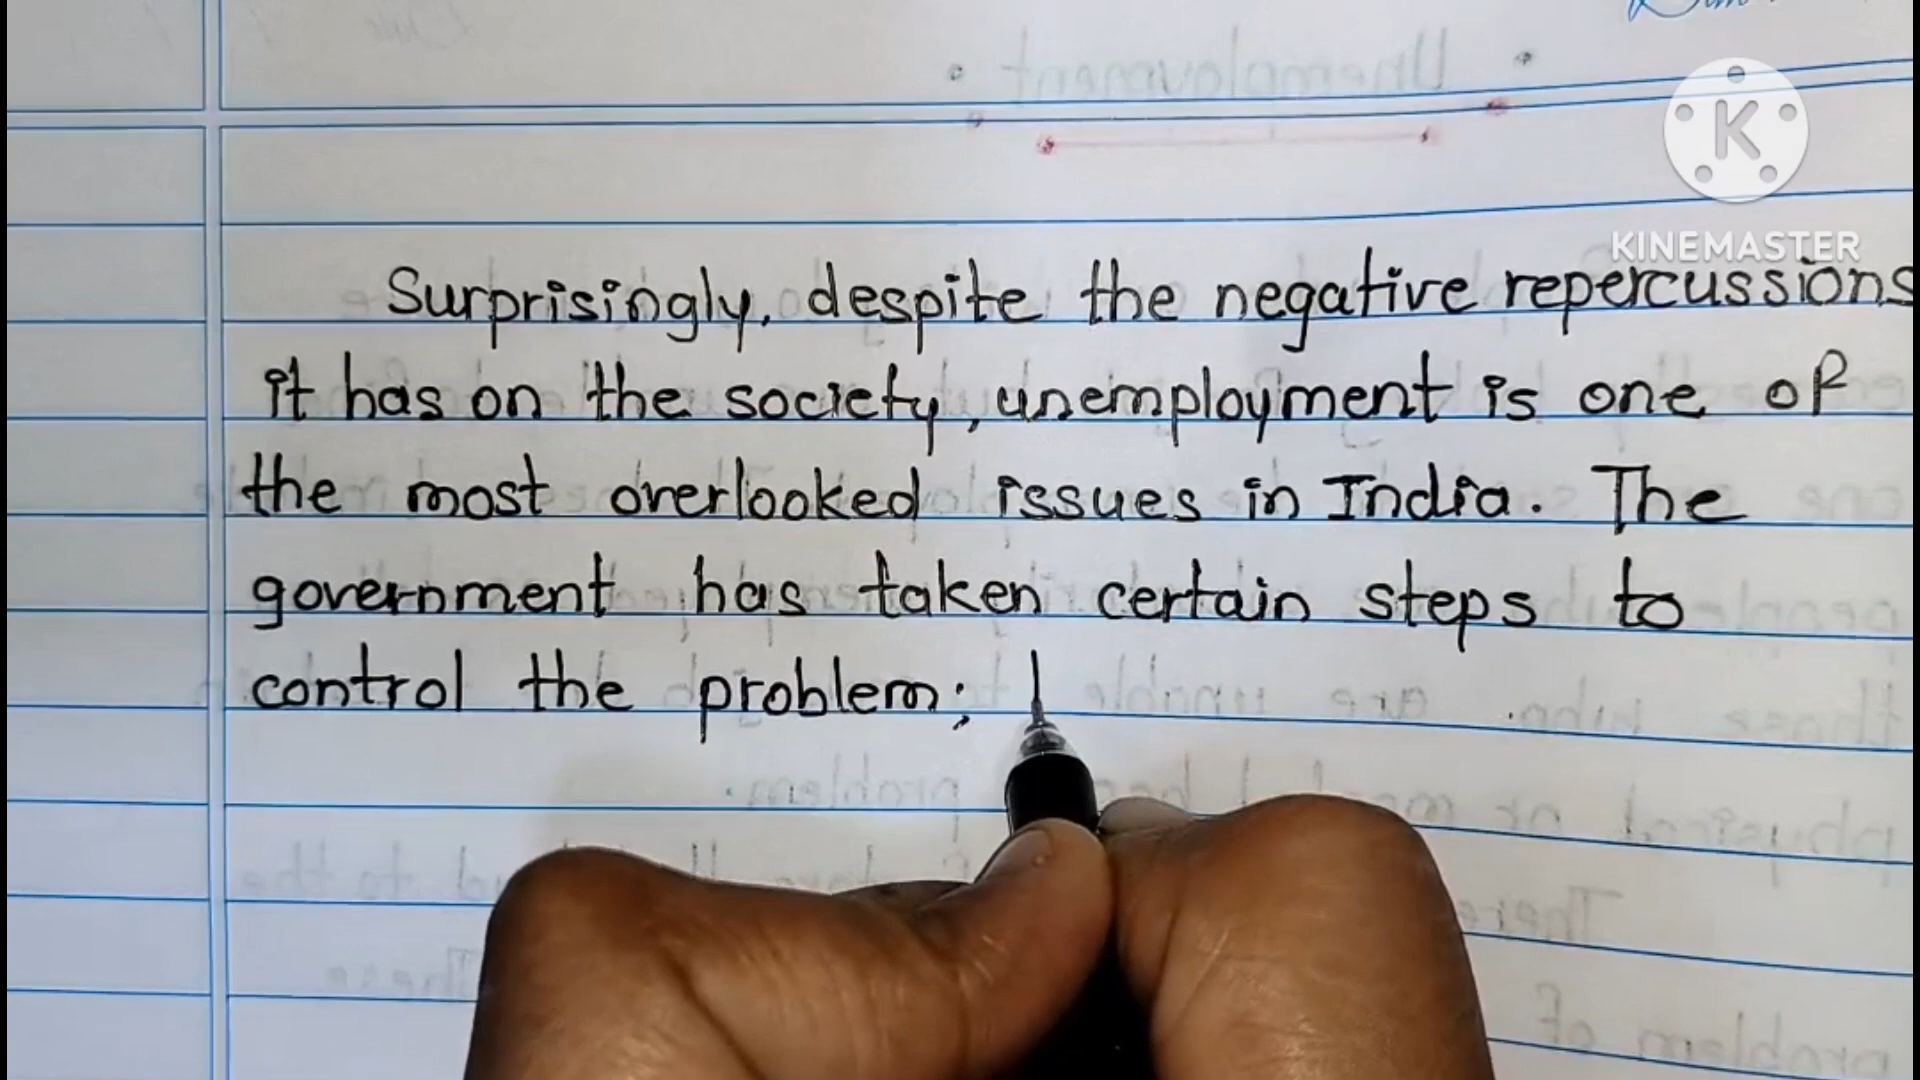 Unemployment
KINEMASTER
Surprisingly, despite the negative repercussions
it has on the society, unemployment is one of
the most overlooked issues in India. The
government has taken certain steps to
control the problem;